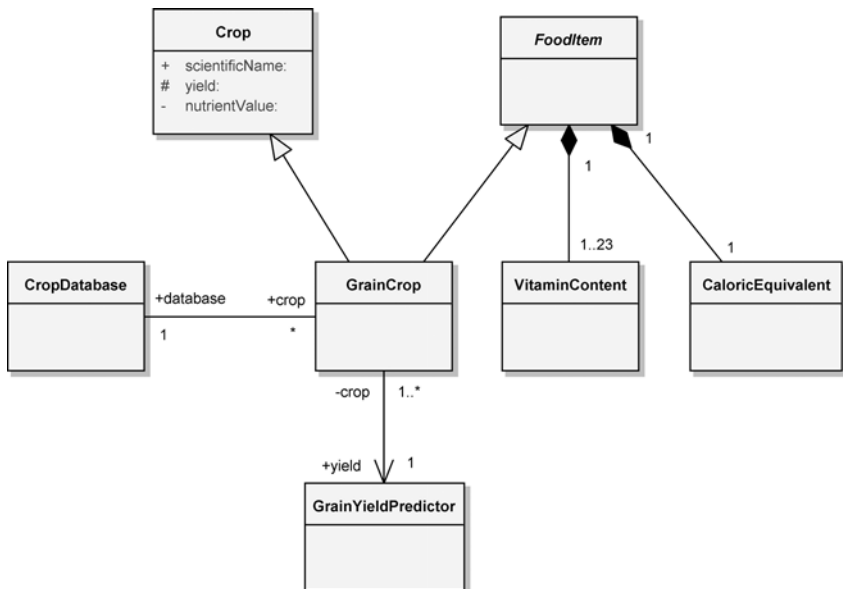 Crop
FoodItem
+ scientificName:
# yield:
- nutrientValue:
1
1
1..23
1
CropDatabase
GrainCrop
VitaminContent
CaloricEquivalent
+database
+crop
1
*
-crop
1..*
+yield
1
GrainYieldPredictor